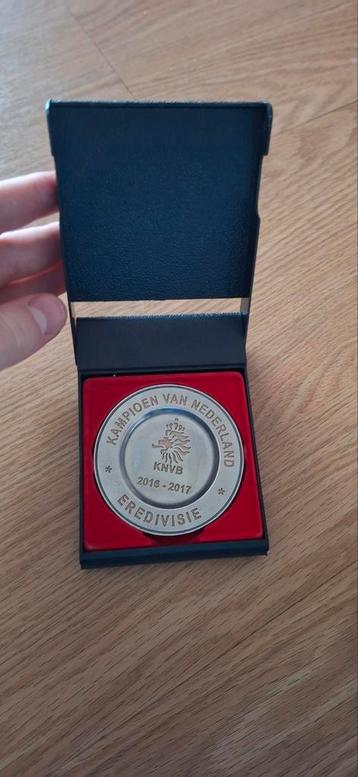 KAMPIOEN VAN NEDERLAND
KNVB
2016 - 2017
EREDIVISIE